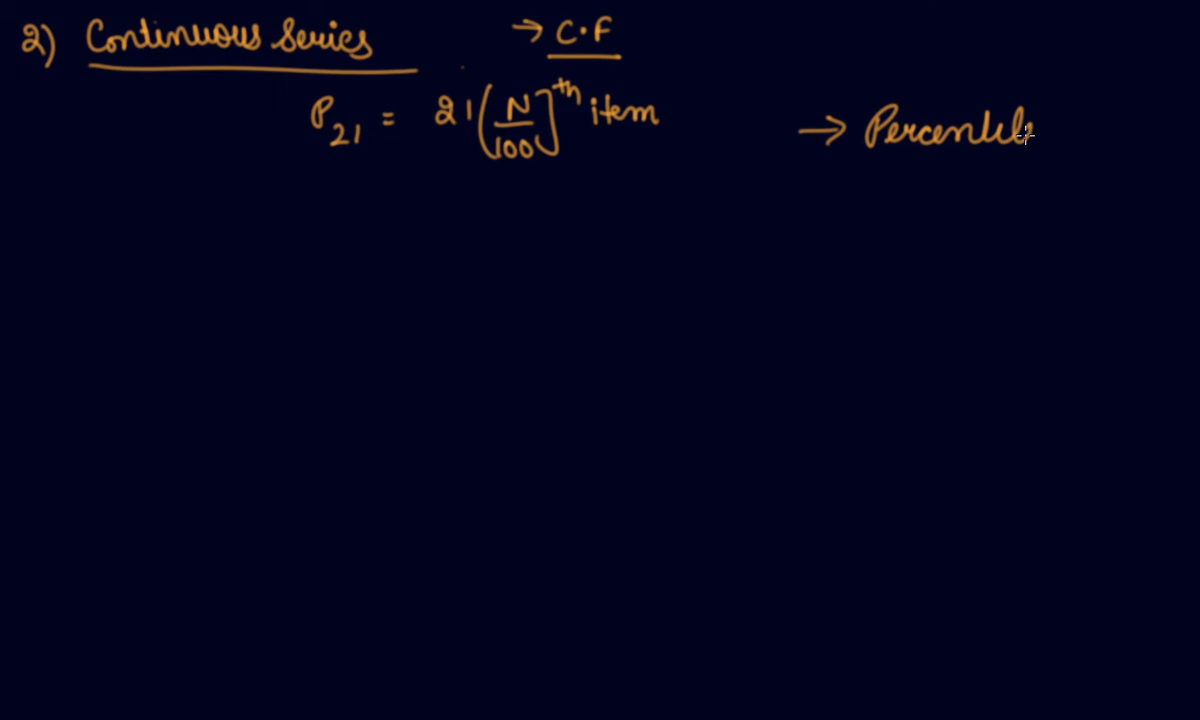 2) Continuous Series → C.F
P21 = 21(N/100]th item → Percentile